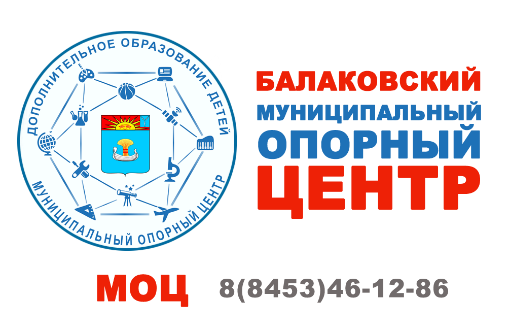 ДОПОЛНИТЕЛЬНОЕ ОБРАЗОВАНИЕ ДЕТЕЙ
МУНИЦИПАЛЬНЫЙ ОПОРНЫЙ ЦЕНТР
БАЛАКОВСКИЙ
МУНИЦИПАЛЬНЫЙ
ОПОРНЫЙ
ЦЕНТР
МОЦ 8(8453)46-12-86